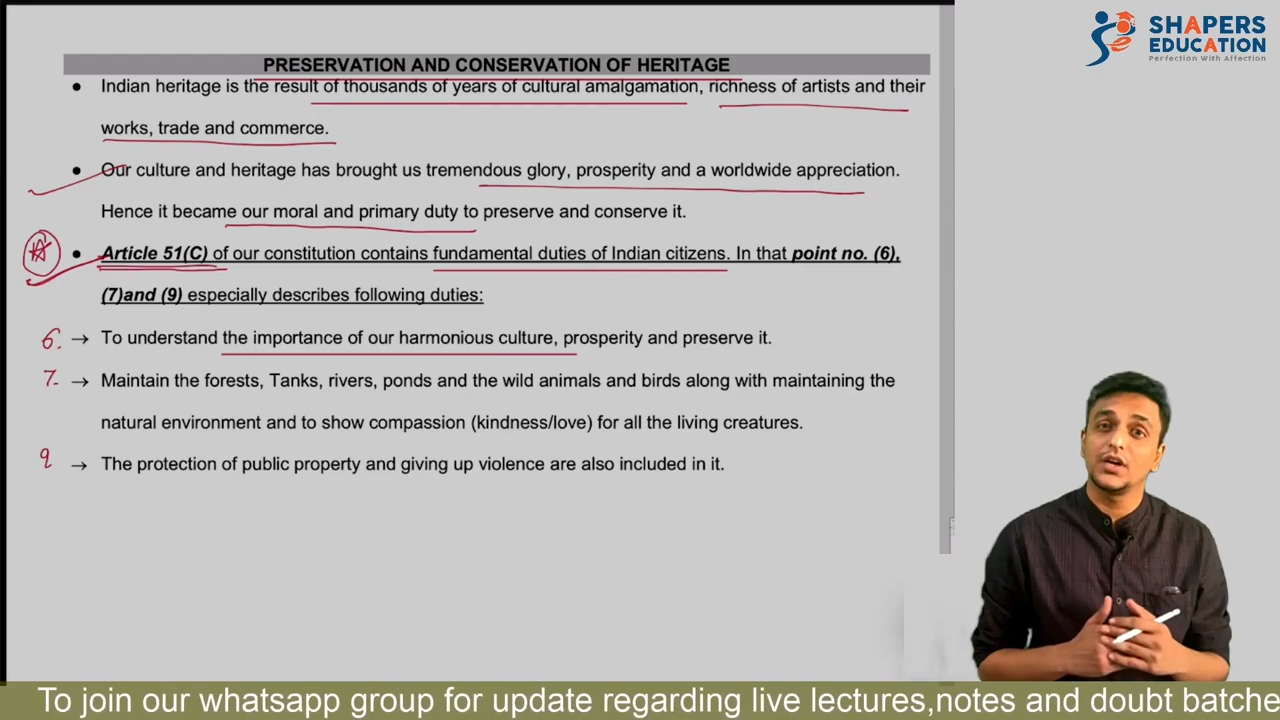 SHAPERS
EDUCATION
Perfection With Affection
PRESERVATION AND CONSERVATION OF HERITAGE
● Indian heritage is the result of thousands of years of cultural amalgamation, richness of artists and their
works, trade and commerce.
● Our culture and heritage has brought us tremendous glory, prosperity and a worldwide appreciation.
Hence it became our moral and primary duty to preserve and conserve it.
● Article 51(C) of our constitution contains fundamental duties of Indian citizens. In that point no. (6),
(7)and (9) especially describes following duties:
6. → To understand the importance of our harmonious culture, prosperity and preserve it.
7. → Maintain the forests, Tanks, rivers, ponds and the wild animals and birds along with maintaining the
natural environment and to show compassion (kindness/love) for all the living creatures.
9 → The protection of public property and giving up violence are also included in it.
To join our whatsapp group for update regarding live lectures,notes and doubt batche